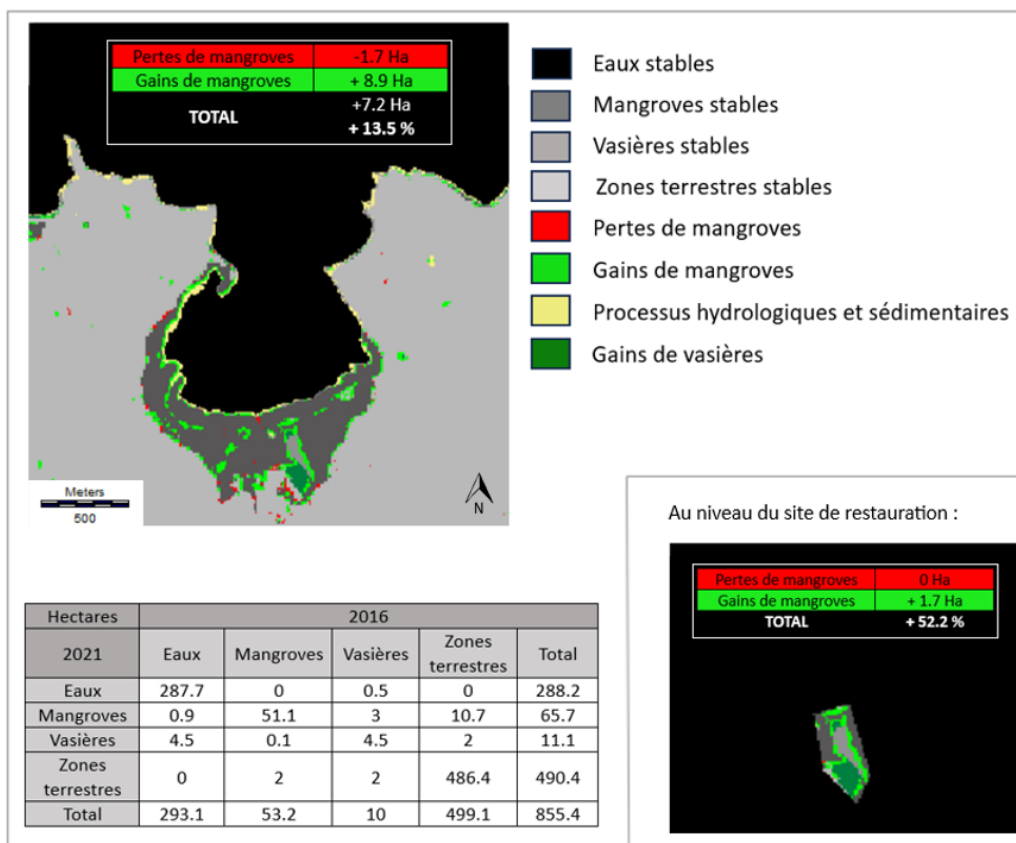 Pertes de mangroves -1.7 Ha
Gains de mangroves + 8.9 Ha
TOTAL +7.2 Ha
+ 13.5 %
Eaux stables
Mangroves stables
Vasières stables
Zones terrestres stables
Pertes de mangroves
Gains de mangroves
Processus hydrologiques et sédimentaires
Gains de vasières
Meters
500
N
Au niveau du site de restauration :
Pertes de mangroves 0 Ha
Gains de mangroves + 1.7 Ha
TOTAL + 52.2 %
Hectares 2016
2021 Eaux Mangroves Vasières Zones terrestres Total
Eaux 287.7 0 0.5 0 288.2
Mangroves 0.9 51.1 3 10.7 65.7
Vasières 4.5 0.1 4.5 2 11.1
Zones terrestres 0 2 2 486.4 490.4
Total 293.1 53.2 10 499.1 855.4